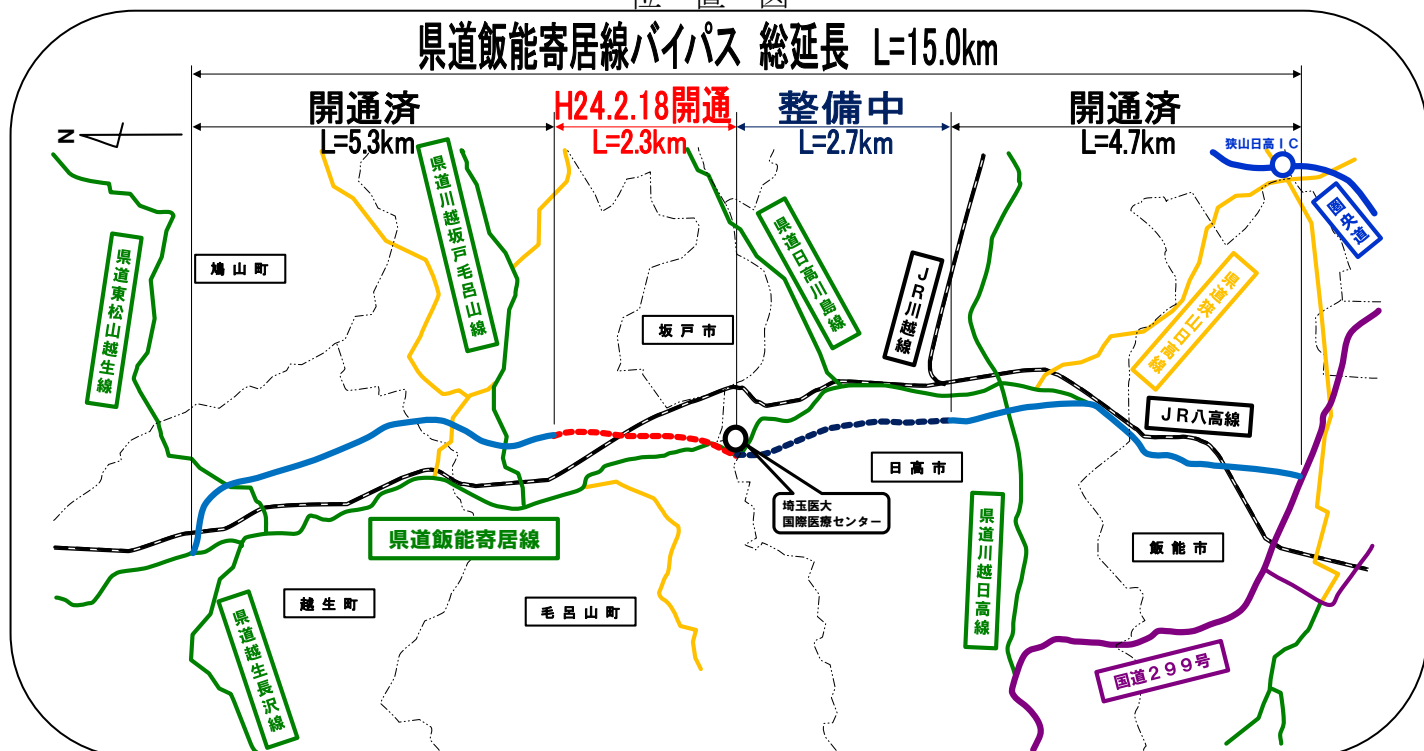 位 置 図
県道飯能寄居線バイパス 総延長 L=15.0km
開通済
L=5.3km
H24.2.18開通
L=2.3km
整備中
L=2.7km
開通済
L=4.7km
N
狭山日高ＩＣ
圏央道
県道東松山越生線
鳩山町
県道川越坂戸毛呂山線
坂戸市
県道日高川島線
ＪＲ川越線
県道狭山日高線
ＪＲ八高線
日高市
埼玉医大
国際医療センター
県道飯能寄居線
県道川越日高線
飯能市
越生町
毛呂山町
県道越生長沢線
国道２９９号